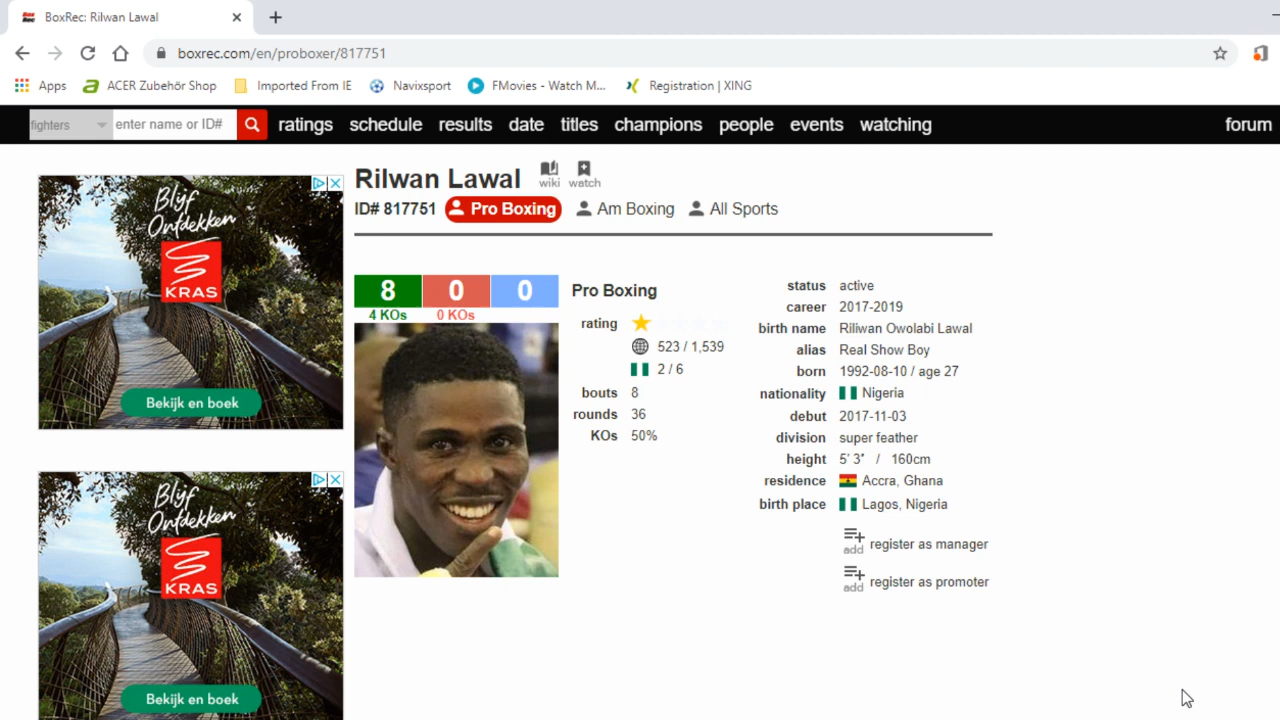 BoxRec: Rilwan Lawal
boxrec.com/en/proboxer/817751
Apps ACER Zubehör Shop Imported From IE Navixsport FMovies - Watch M... Registration | XING
fighters enter name or ID# ratings schedule results date titles champions people events watching forum
Rilwan Lawal wiki watch
ID# 817751 Pro Boxing Am Boxing All Sports
Blijf
Ontdekken
KRAS
Bekijk en boek
Blijf
Ontdekken
KRAS
Bekijk en boek
8 0 0
4 KOs 0 KOs
Pro Boxing
rating
523 / 1,539
2 / 6
bouts 8
rounds 36
KOs 50%
status active
career 2017-2019
birth name Riliwan Owolabi Lawal
alias Real Show Boy
born 1992-08-10 / age 27
nationality Nigeria
debut 2017-11-03
division super feather
height 5′ 3″ / 160cm
residence Accra, Ghana
birth place Lagos, Nigeria
add register as manager
add register as promoter